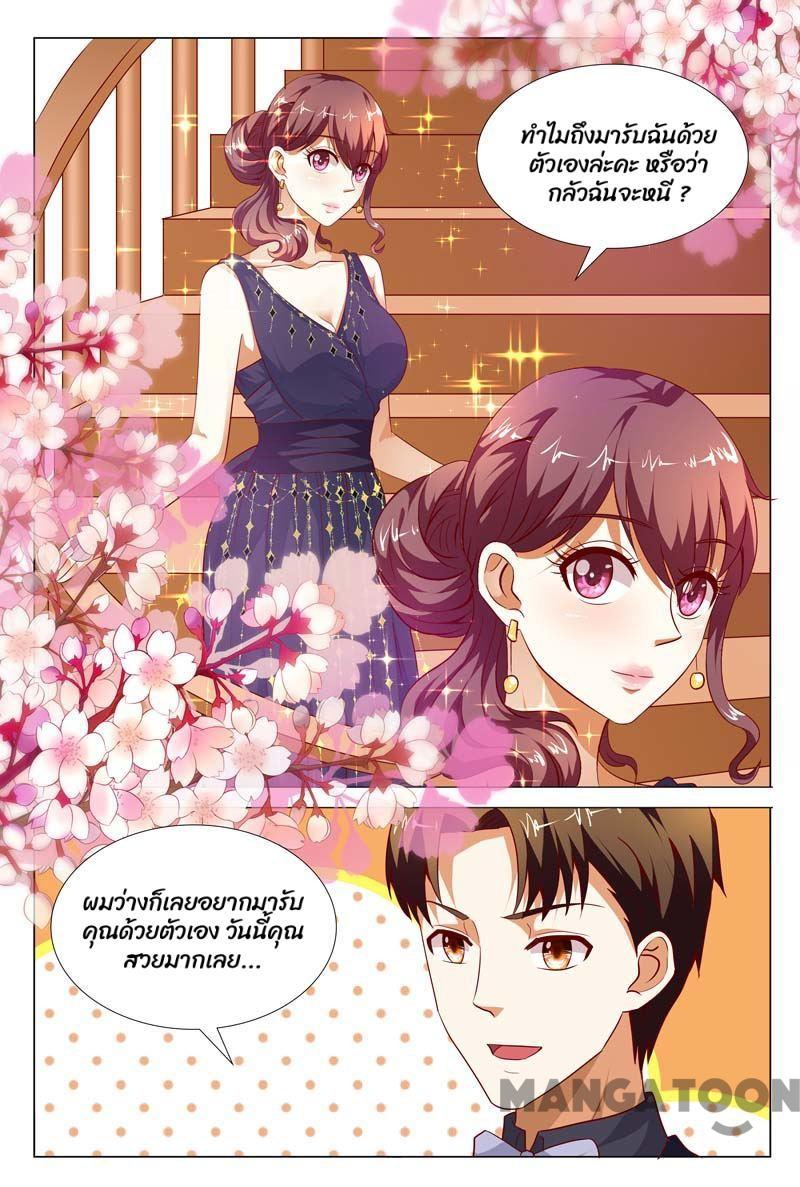 ทำไมถึงมารับฉันด้วย
ตัวเองล่ะคะ หรือว่า
กลัวฉันจะหนี ?
ผมว่างก็เลยอยากมารับ
คุณด้วยตัวเอง วันนี้คุณ
สวยมากเลย...
MANGATOON